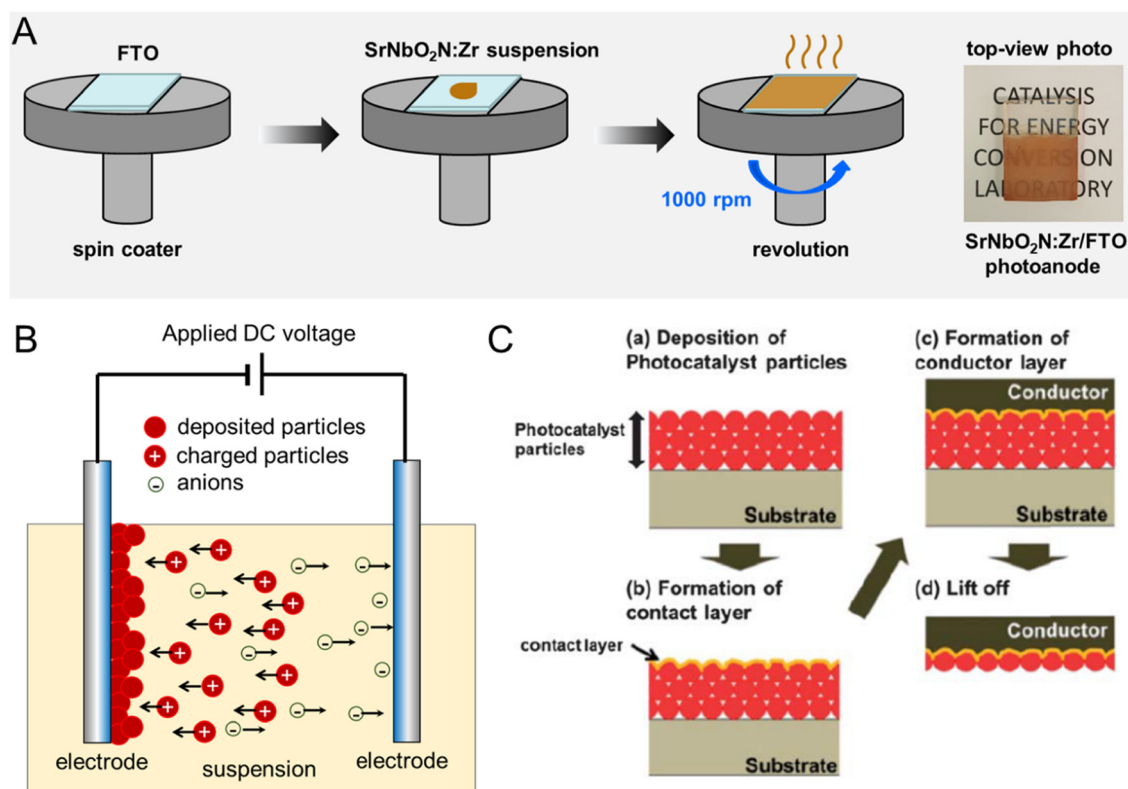 A
FTO
SrNbO₂N:Zr suspension
1000 rpm
spin coater
revolution
top-view photo
CATALYSIS
FOR ENERGY
CONVERSION
LABORATORY
SrNbO₂N:Zr/FTO
photoanode
B
Applied DC voltage
deposited particles
+ charged particles
- anions
electrode
suspension
electrode
C
(a) Deposition of
Photocatalyst particles
Photocatalyst
particles
Substrate
(b) Formation of
contact layer
contact layer
Substrate
(c) Formation of
conductor layer
Conductor
Substrate
(d) Lift off
Conductor